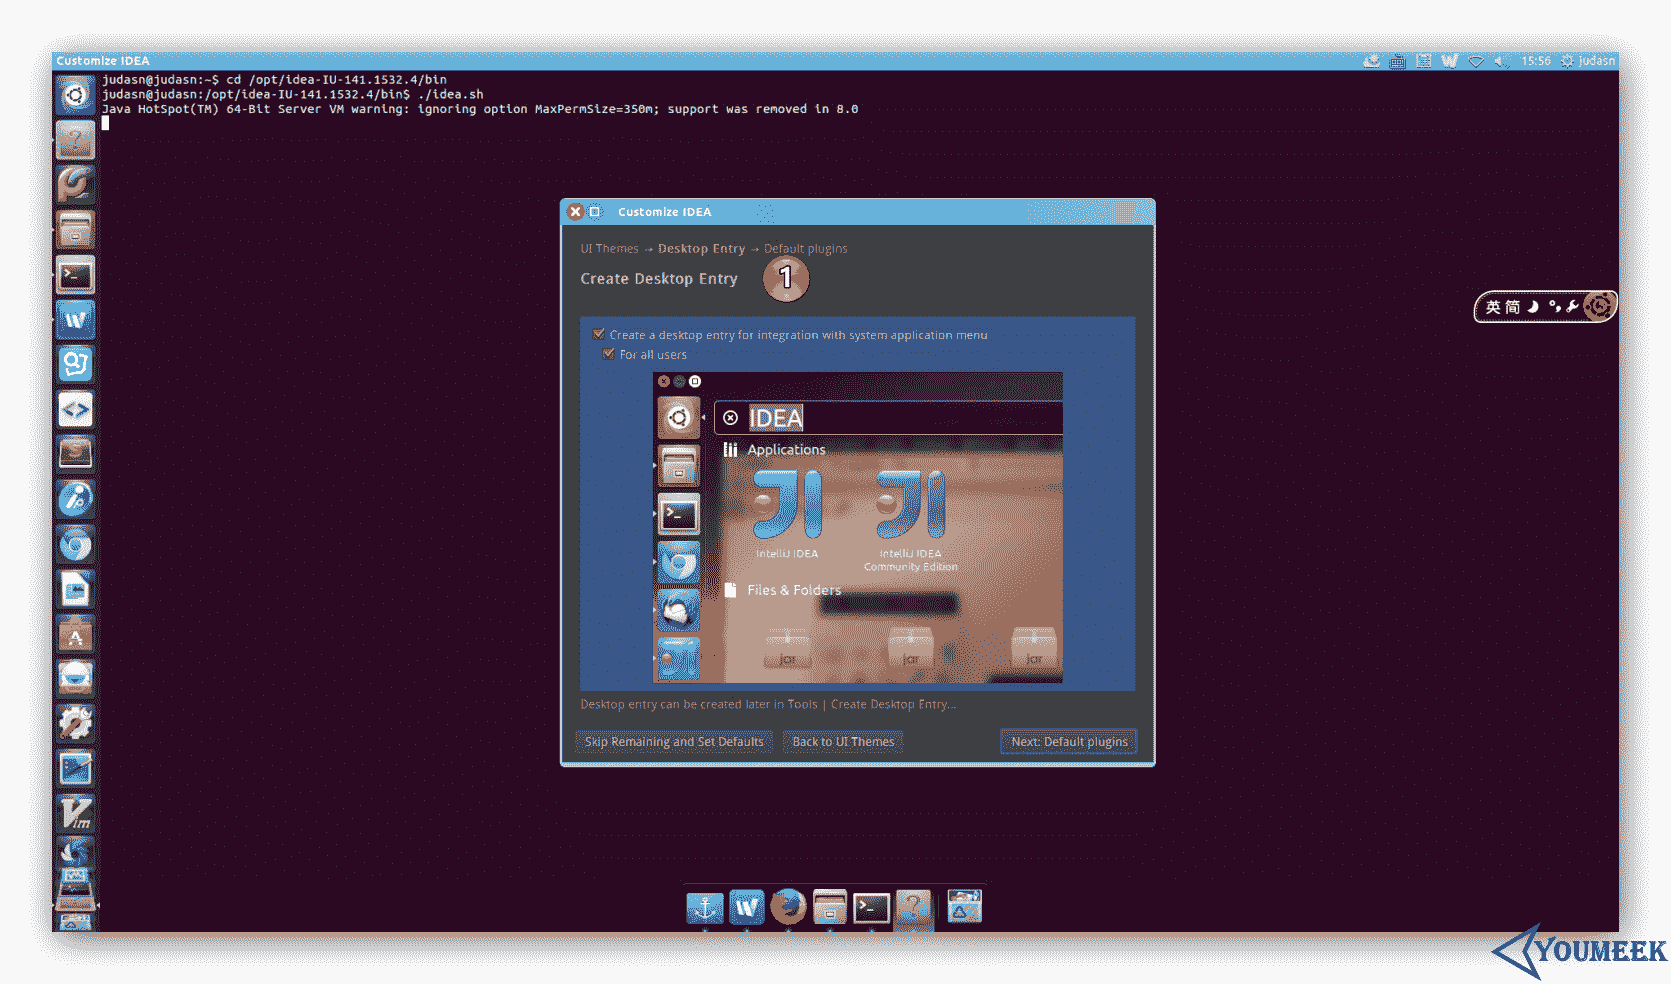 Customize IDEA
15:56 judasn
judasn@judasn:~$ cd /opt/idea-IU-141.1532.4/bin
judasn@judasn:/opt/idea-IU-141.1532.4/bin$ ./idea.sh
Java HotSpot(TM) 64-Bit Server VM warning: ignoring option MaxPermSize=350m; support was removed in 8.0
Customize IDEA
UI Themes → Desktop Entry → Default plugins
Create Desktop Entry
1
英 简
Create a desktop entry for integration with system application menu
For all users
IDEA
Applications
IntelliJ IDEA
IntelliJ IDEA
Community Edition
Files & Folders
jar jar jar
Desktop entry can be created later in Tools | Create Desktop Entry...
Skip Remaining and Set Defaults
Back to UI Themes
Next: Default plugins
Vim
YOUMEEK